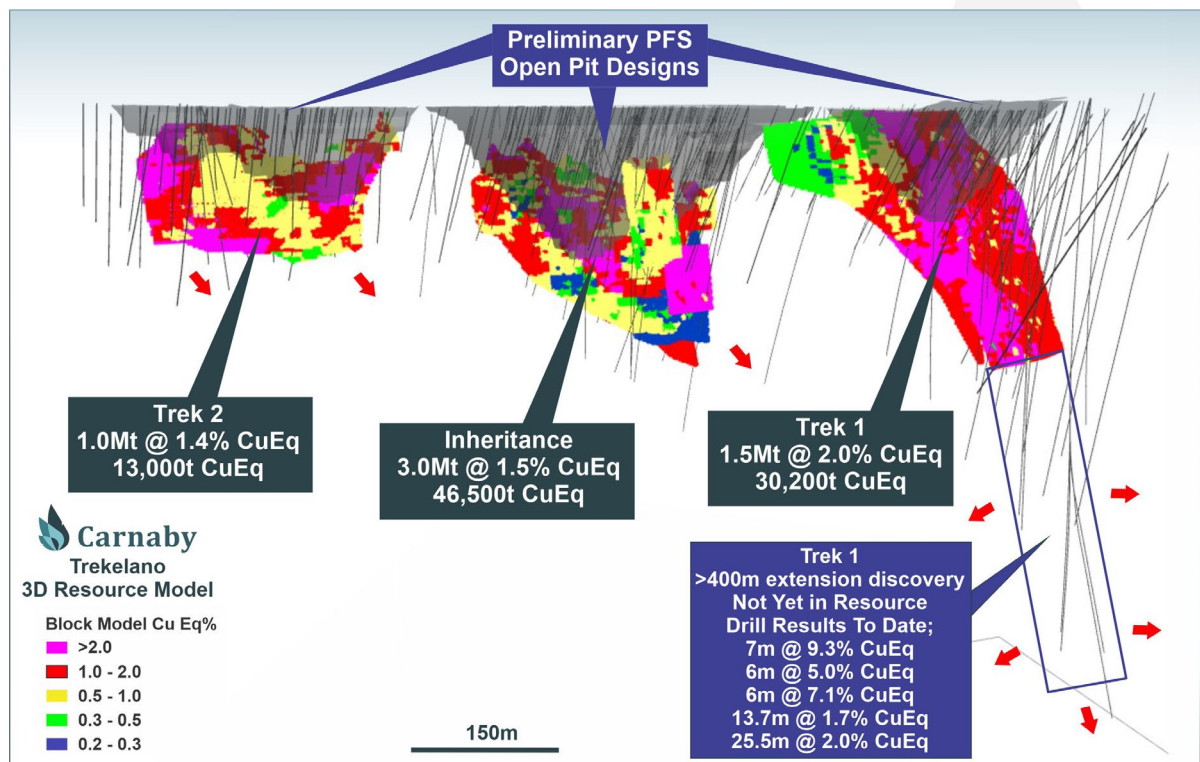 Preliminary PFS
Open Pit Designs
Trek 2
1.0Mt @ 1.4% CuEq
13,000t CuEq
Inheritance
3.0Mt @ 1.5% CuEq
46,500t CuEq
Trek 1
1.5Mt @ 2.0% CuEq
30,200t CuEq
Carnaby
Trekelano
3D Resource Model
Block Model Cu Eq%
>2.0
1.0 - 2.0
0.5 - 1.0
0.3 - 0.5
0.2 - 0.3
150m
Trek 1
>400m extension discovery
Not Yet in Resource
Drill Results To Date;
7m @ 9.3% CuEq
6m @ 5.0% CuEq
6m @ 7.1% CuEq
13.7m @ 1.7% CuEq
25.5m @ 2.0% CuEq